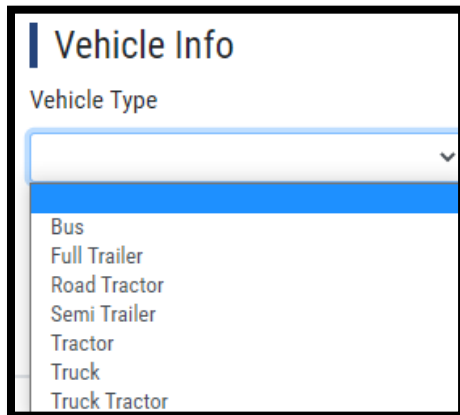 Vehicle Info
Vehicle Type
Bus
Full Trailer
Road Tractor
Semi Trailer
Tractor
Truck
Truck Tractor